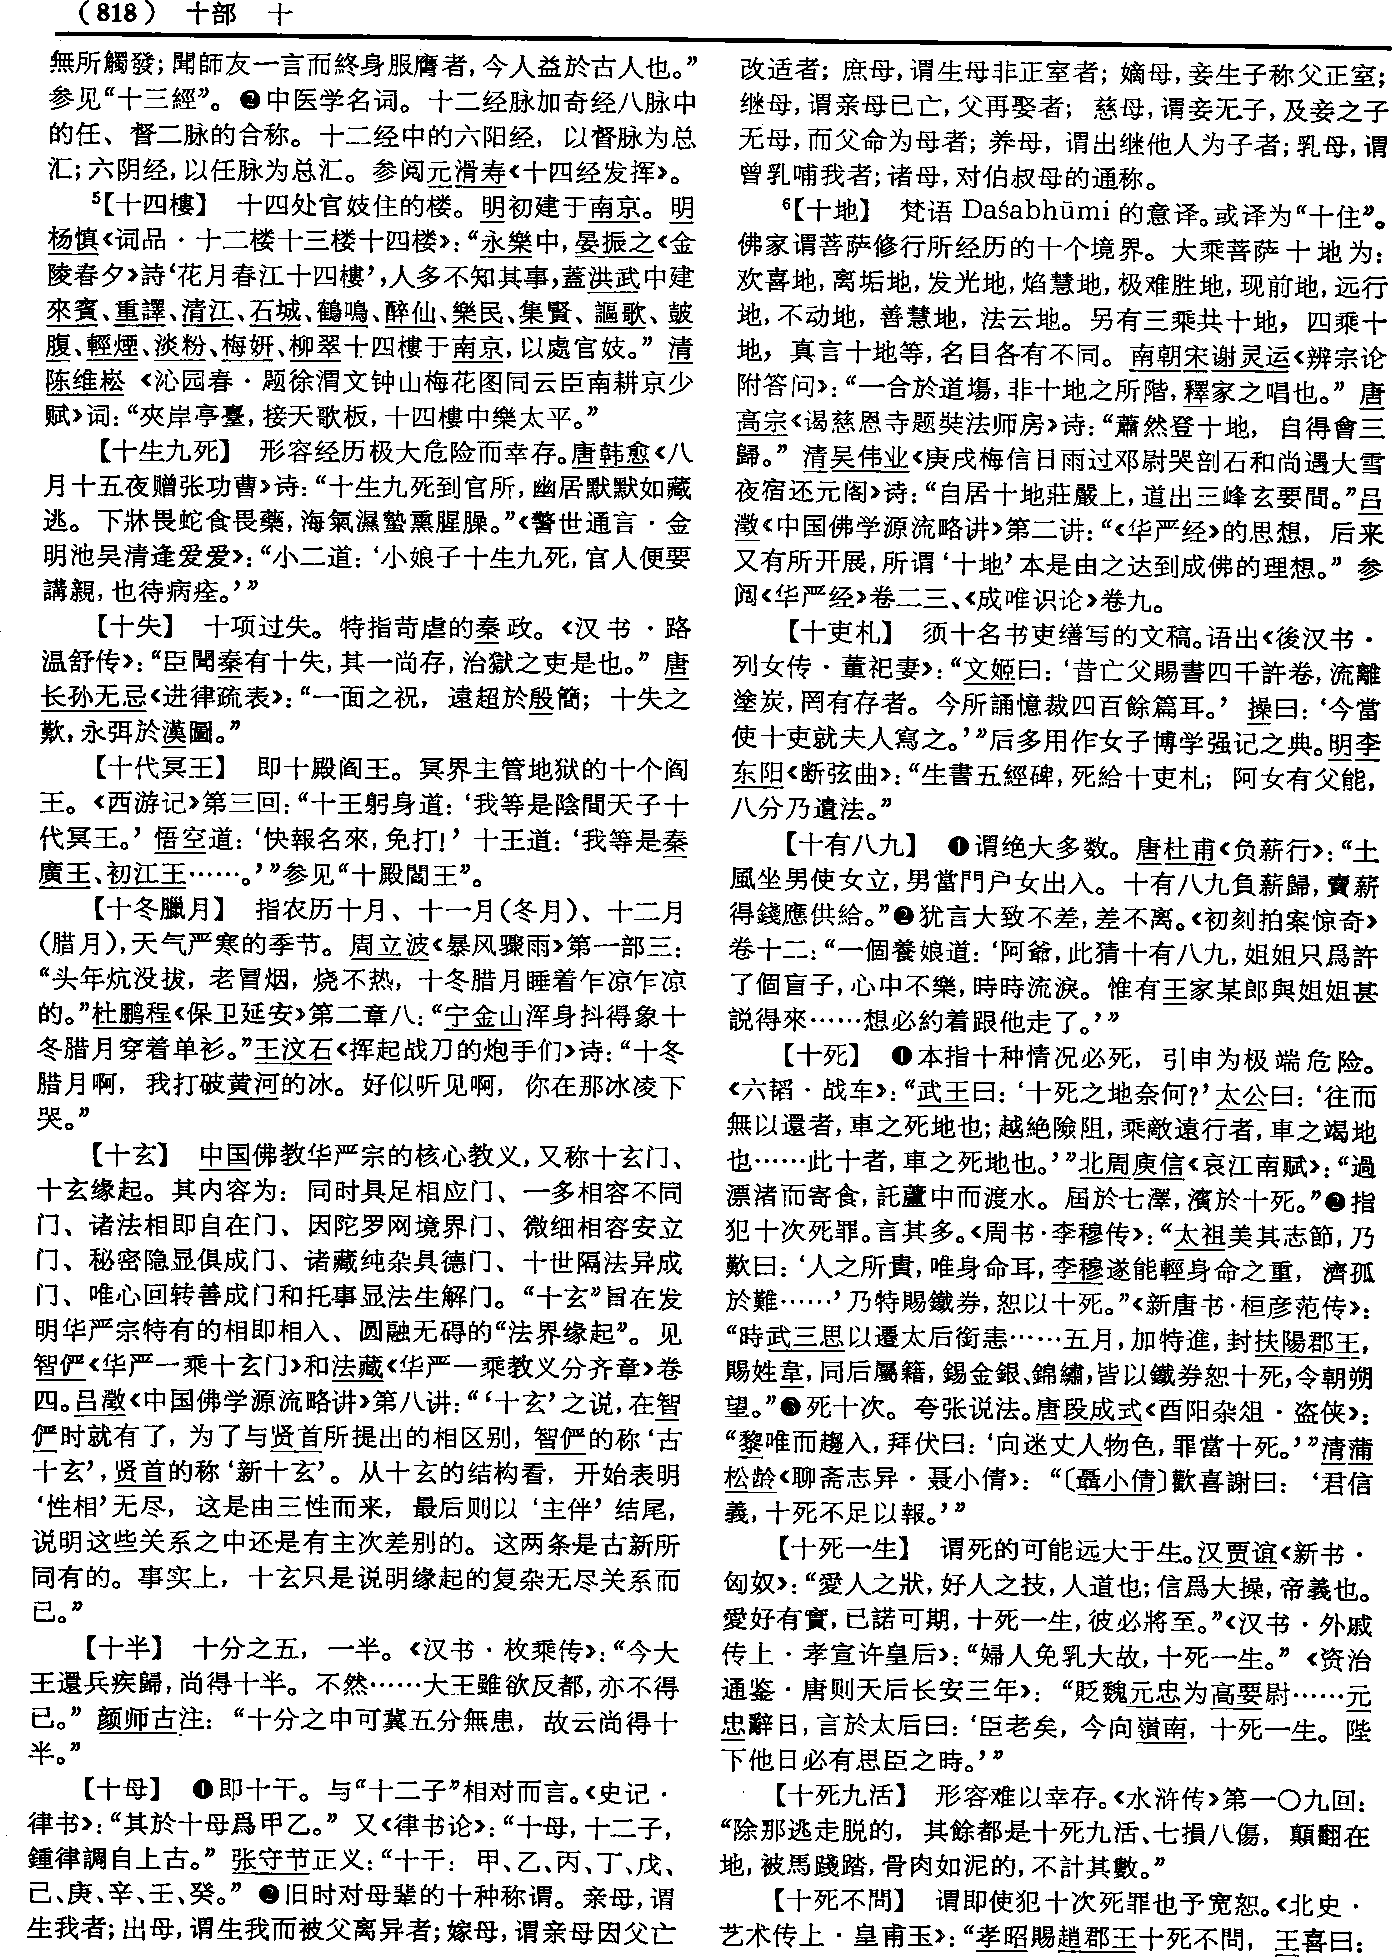 （818） 十部 十
無所觸發；聞師友一言而終身服膺者，今人益於古人也。”
参见“十三經”。❷中医学名词。十二经脉加奇经八脉中
的任、督二脉的合称。十二经中的六阳经，以督脉为总
汇；六阴经，以任脉为总汇。参阅元滑寿《十四经发挥》。
⁵【十四樓】 十四处官妓住的楼。明初建于南京。明
杨慎《词品·十二楼十三楼十四楼》：“永樂中，晏振之《金
陵春夕》詩‘花月春江十四樓’，人多不知其事，蓋洪武中建
來賓、重譯、清江、石城、鶴鳴、醉仙、樂民、集賢、謳歌、鼓
腹、輕煙、淡粉、梅妍、柳翠十四樓于南京，以處官妓。”清
陈维崧《沁园春·题徐渭文钟山梅花图同云臣南耕京少
赋》词：“夾岸亭臺，接天歌板，十四樓中樂太平。”
【十生九死】 形容经历极大危险而幸存。唐韩愈《八
月十五夜赠张功曹》诗：“十生九死到官所，幽居默默如藏
逃。下牀畏蛇食畏藥，海氣濕蟄熏腥臊。”《警世通言·金
明池吴清逢爱爱》：“小二道：‘小娘子十生九死，官人便要
講親，也待病痊。’”
【十失】 十项过失。特指苛虐的秦政。《汉书·路
温舒传》：“臣聞秦有十失，其一尚存，治獄之吏是也。”唐
长孙无忌《进律疏表》：“一面之祝，遠超於殷簡；十失之
歎，永弭於漢圖。”
【十代冥王】 即十殿阎王。冥界主管地狱的十个阎
王。《西游记》第三回：“十王躬身道：‘我等是陰間天子十
代冥王。’悟空道：‘快報名來，免打！’十王道：‘我等是秦
廣王、初江王……。’”参见“十殿閻王”。
【十冬臘月】 指农历十月、十一月（冬月）、十二月
（腊月），天气严寒的季节。周立波《暴风骤雨》第一部三：
“头年炕没拔，老冒烟，烧不热，十冬腊月睡着乍凉乍凉
的。”杜鹏程《保卫延安》第二章八：“宁金山浑身抖得象十
冬腊月穿着单衫。”王汶石《挥起战刀的炮手们》诗：“十冬
腊月啊，我打破黄河的冰。好似听见啊，你在那冰凌下
哭。”
【十玄】 中国佛教华严宗的核心教义，又称十玄门、
十玄缘起。其内容为：同时具足相应门、一多相容不同
门、诸法相即自在门、因陀罗网境界门、微细相容安立
门、秘密隐显俱成门、诸藏纯杂具德门、十世隔法异成
门、唯心回转善成门和托事显法生解门。“十玄”旨在发
明华严宗特有的相即相入、圆融无碍的“法界缘起”。见
智俨《华严一乘十玄门》和法藏《华严一乘教义分齐章》卷
四。吕澂《中国佛学源流略讲》第八讲：“‘十玄’之说，在智
俨时就有了，为了与贤首所提出的相区别，智俨的称‘古
十玄’，贤首的称‘新十玄’。从十玄的结构看，开始表明
‘性相’无尽，这是由三性而来，最后则以‘主伴’结尾，
说明这些关系之中还是有主次差别的。这两条是古新所
同有的。事实上，十玄只是说明缘起的复杂无尽关系而
已。”
【十半】 十分之五，一半。《汉书·枚乘传》：“今大
王還兵疾歸，尚得十半。不然……大王雖欲反都，亦不得
已。”颜师古注：“十分之中可冀五分無患，故云尚得十
半。”
【十母】 ❶即十干。与“十二子”相对而言。《史记·
律书》：“其於十母爲甲乙。”又《律书论》：“十母，十二子，
鍾律調自上古。”张守节正义：“十干：甲、乙、丙、丁、戊、
己、庚、辛、壬、癸。”❷旧时对母辈的十种称谓。亲母，谓
生我者；出母，谓生我而被父离异者；嫁母，谓亲母因父亡
改适者；庶母，谓生母非正室者；嫡母，妾生子称父正室；
继母，谓亲母已亡，父再娶者；慈母，谓妾无子，及妾之子
无母，而父命为母者；养母，谓出继他人为子者；乳母，谓
曾乳哺我者；诸母，对伯叔母的通称。
⁶【十地】 梵语 Daśabhūmi 的意译。或译为“十住”。
佛家谓菩萨修行所经历的十个境界。大乘菩萨十地为：
欢喜地，离垢地，发光地，焰慧地，极难胜地，现前地，远行
地，不动地，善慧地，法云地。另有三乘共十地，四乘十
地，真言十地等，名目各有不同。南朝宋谢灵运《辨宗论
附答问》：“一合於道塲，非十地之所階，釋家之唱也。”唐
高宗《谒慈恩寺题奘法师房》诗：“蕭然登十地，自得會三
歸。”清吴伟业《庚戌梅信日雨过邓尉哭剖石和尚遇大雪
夜宿还元阁》诗：“自居十地莊嚴上，道出三峰玄要間。”吕
澂《中国佛学源流略讲》第二讲：“《华严经》的思想，后来
又有所开展，所谓‘十地’本是由之达到成佛的理想。”参
阅《华严经》卷二三、《成唯识论》卷九。
【十吏札】 须十名书吏缮写的文稿。语出《後汉书·
列女传·董祀妻》：“文姬曰：‘昔亡父賜書四千許卷，流離
塗炭，罔有存者。今所誦憶裁四百餘篇耳。’操曰：‘今當
使十吏就夫人寫之。’”后多用作女子博学强记之典。明李
东阳《断弦曲》：“生書五經碑，死給十吏札；阿女有父能，
八分乃遺法。”
【十有八九】 ❶谓绝大多数。唐杜甫《负薪行》：“土
風坐男使女立，男當門户女出入。十有八九負薪歸，賣薪
得錢應供給。”❷犹言大致不差，差不离。《初刻拍案惊奇》
卷十二：“一個養娘道：‘阿爺，此猜十有八九，姐姐只爲許
了個盲子，心中不樂，時時流淚。惟有王家某郎與姐姐甚
説得來……想必約着跟他走了。’”
【十死】 ❶本指十种情况必死，引申为极端危险。
《六韬·战车》：“武王曰：‘十死之地奈何？’太公曰：‘往而
無以還者，車之死地也；越絶險阻，乘敵遠行者，車之竭地
也……此十者，車之死地也。’”北周庾信《哀江南赋》：“過
漂渚而寄食，託蘆中而渡水。屆於七澤，濱於十死。”❷指
犯十次死罪。言其多。《周书·李穆传》：“太祖美其志節，乃
歎曰：‘人之所貴，唯身命耳，李穆遂能輕身命之重，濟孤
於難……’乃特賜鐵券，恕以十死。”《新唐书·桓彦范传》：
“時武三思以遷太后銜恚……五月，加特進，封扶陽郡王，
賜姓韋，同后屬籍，錫金銀、錦繡，皆以鐵券恕十死，令朝朔
望。”❸死十次。夸张说法。唐段成式《酉阳杂俎·盗侠》：
“黎唯而趨入，拜伏曰：‘向迷丈人物色，罪當十死。’”清蒲
松龄《聊斋志异·聂小倩》：“〔聶小倩〕歡喜謝曰：‘君信
義，十死不足以報。’”
【十死一生】 谓死的可能远大于生。汉贾谊《新书·
匈奴》：“愛人之狀，好人之技，人道也；信爲大操，帝義也。
愛好有實，已諾可期，十死一生，彼必將至。”《汉书·外戚
传上·孝宣许皇后》：“婦人免乳大故，十死一生。”《资治
通鉴·唐则天后长安三年》：“貶魏元忠为高要尉……元
忠辭日，言於太后曰：‘臣老矣，今向嶺南，十死一生。陛
下他日必有思臣之時。’”
【十死九活】 形容难以幸存。《水浒传》第一〇九回：
“除那逃走脱的，其餘都是十死九活、七損八傷，顛翻在
地，被馬踐踏，骨肉如泥的，不計其數。”
【十死不問】 谓即使犯十次死罪也予宽恕。《北史·
艺术传上·皇甫玉》：“孝昭賜趙郡王十死不問，王喜曰：